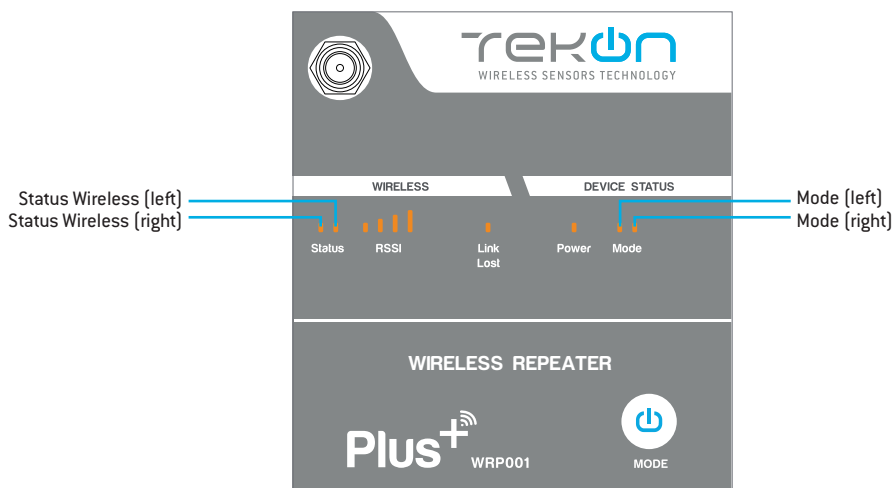 TEKON
WIRELESS SENSORS TECHNOLOGY
WIRELESS
DEVICE STATUS
Status Wireless (left)
Status Wireless (right)
Mode (left)
Mode (right)
Status
RSSI
Link
Lost
Power
Mode
WIRELESS REPEATER
Plus+
WRP001
MODE